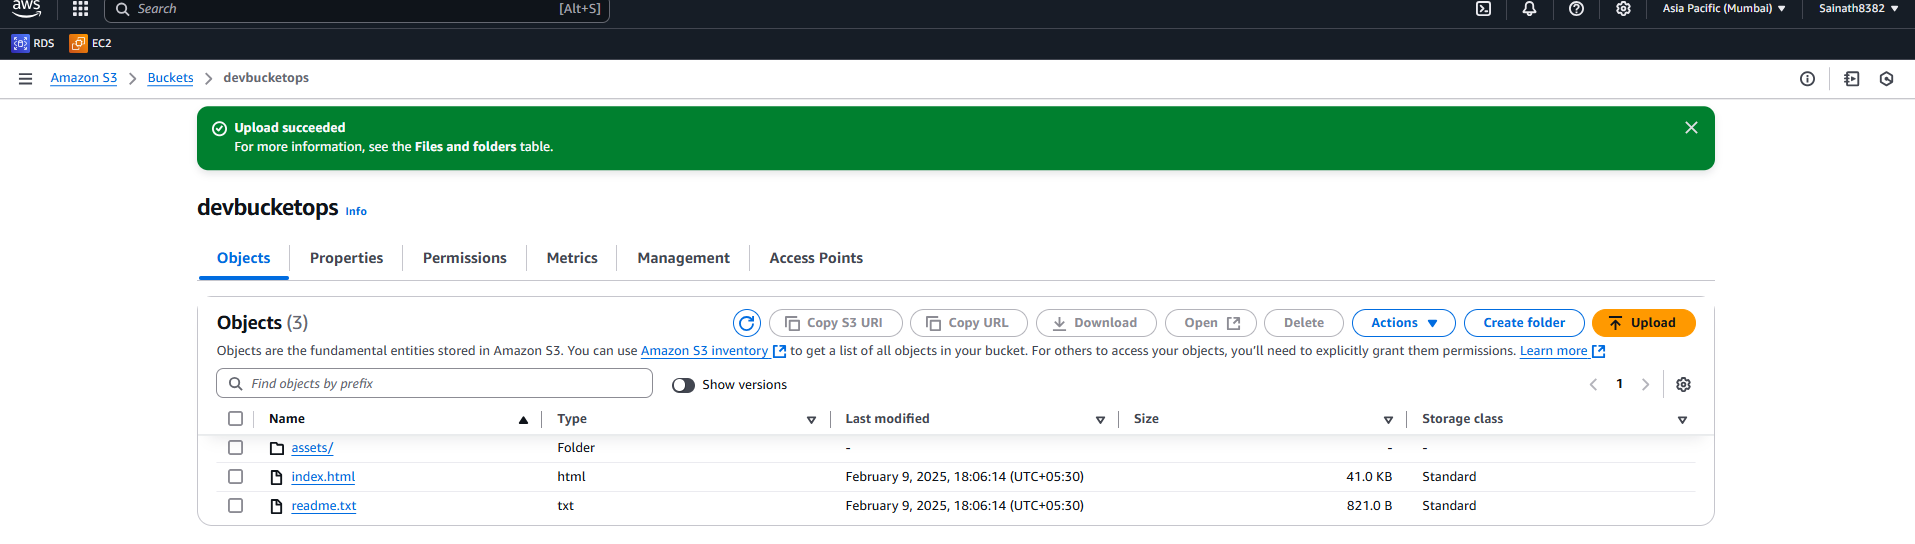 aws Search [Alt+S] Asia Pacific (Mumbai) Sainath8382
RDS EC2
Amazon S3 Buckets devbucketops
Upload succeeded
For more information, see the Files and folders table.
devbucketops Info
Objects Properties Permissions Metrics Management Access Points
Objects (3) Copy S3 URI Copy URL Download Open Delete Actions Create folder Upload
Objects are the fundamental entities stored in Amazon S3. You can use Amazon S3 inventory to get a list of all objects in your bucket. For others to access your objects, you'll need to explicitly grant them permissions. Learn more
Find objects by prefix Show versions 1
Name Type Last modified Size Storage class
assets/ Folder - - -
index.html html February 9, 2025, 18:06:14 (UTC+05:30) 41.0 KB Standard
readme.txt txt February 9, 2025, 18:06:14 (UTC+05:30) 821.0 B Standard